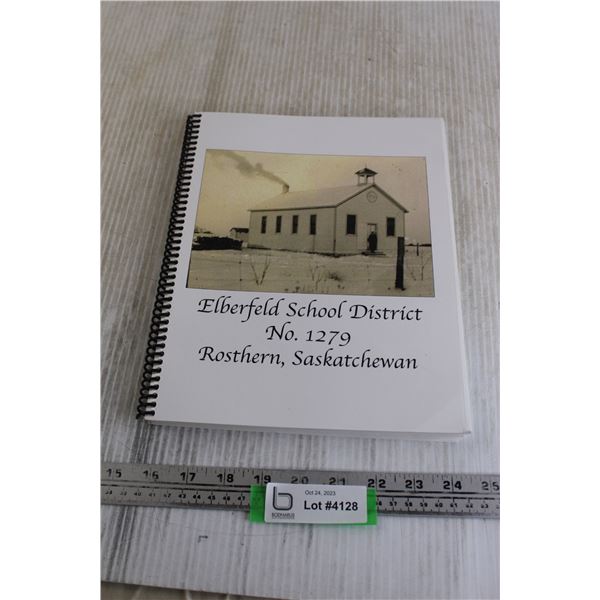 Elberfeld School District
No. 1279
Rosthern, Saskatchewan
15 16 17 18 19 20 21 22 23 24 25
Oct 24, 2023
b
BODNARUS
Lot #4128